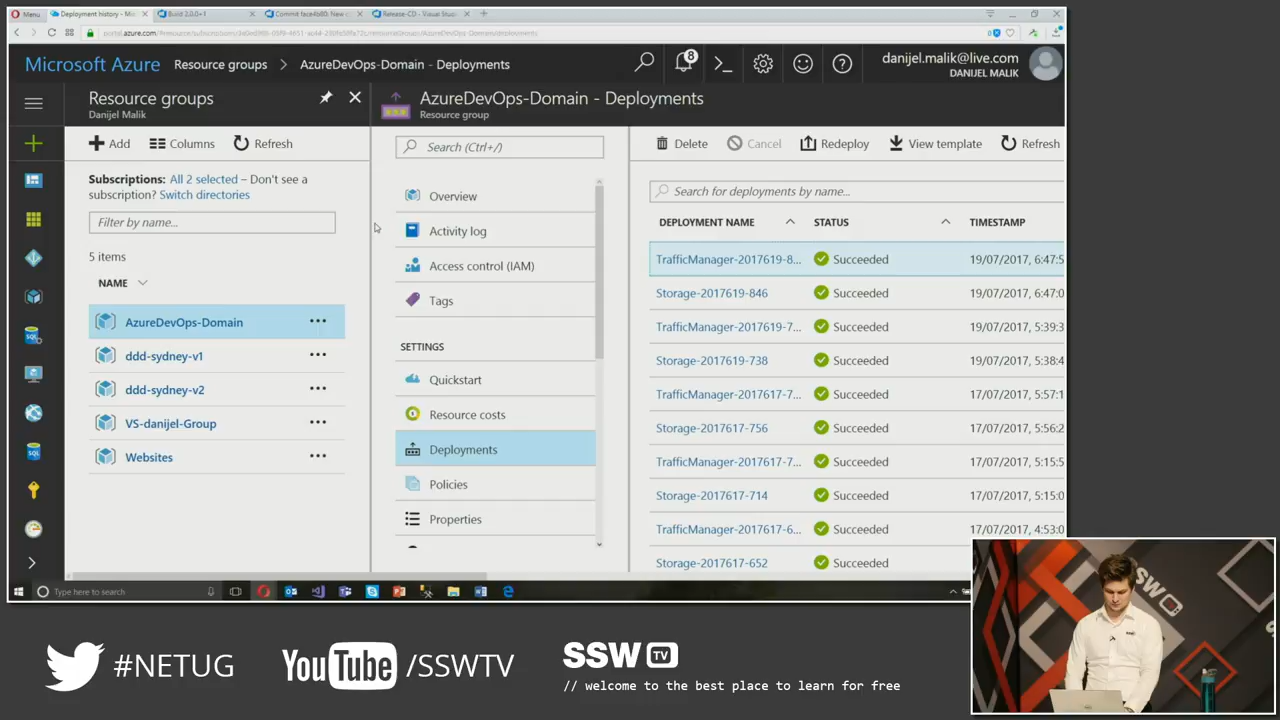 Menu
Deployment history - Mic
Build 2.0.0+1
Commit face4b80: New c
Release-CD - Visual Stud
Microsoft Azure
Resource groups
AzureDevOps-Domain - Deployments
8
danijel.malik@live.com
DANIJEL MALIK
Resource groups
Danijel Malik
AzureDevOps-Domain - Deployments
Resource group
Add
Columns
Refresh
Search (Ctrl+/)
Delete
Cancel
Redeploy
View template
Refresh
Subscriptions: All 2 selected – Don't see a
subscription? Switch directories
Filter by name...
5 items
NAME
AzureDevOps-Domain
ddd-sydney-v1
ddd-sydney-v2
VS-danijel-Group
Websites
Overview
Activity log
Access control (IAM)
Tags
SETTINGS
Quickstart
Resource costs
Deployments
Policies
Properties
Search for deployments by name...
DEPLOYMENT NAME
STATUS
TIMESTAMP
TrafficManager-2017619-8... Succeeded 19/07/2017, 6:47:5
Storage-2017619-846 Succeeded 19/07/2017, 6:47:0
TrafficManager-2017619-7... Succeeded 19/07/2017, 5:39:3
Storage-2017619-738 Succeeded 19/07/2017, 5:38:4
TrafficManager-2017617-7... Succeeded 17/07/2017, 5:57:1
Storage-2017617-756 Succeeded 17/07/2017, 5:56:2
TrafficManager-2017617-7... Succeeded 17/07/2017, 5:15:5
Storage-2017617-714 Succeeded 17/07/2017, 5:15:0
TrafficManager-2017617-6... Succeeded 17/07/2017, 4:53:0
Storage-2017617-652 Succeeded
Type here to search
SSW
#NETUG
YouTube /SSWTV
SSW TV
// welcome to the best place to learn for free